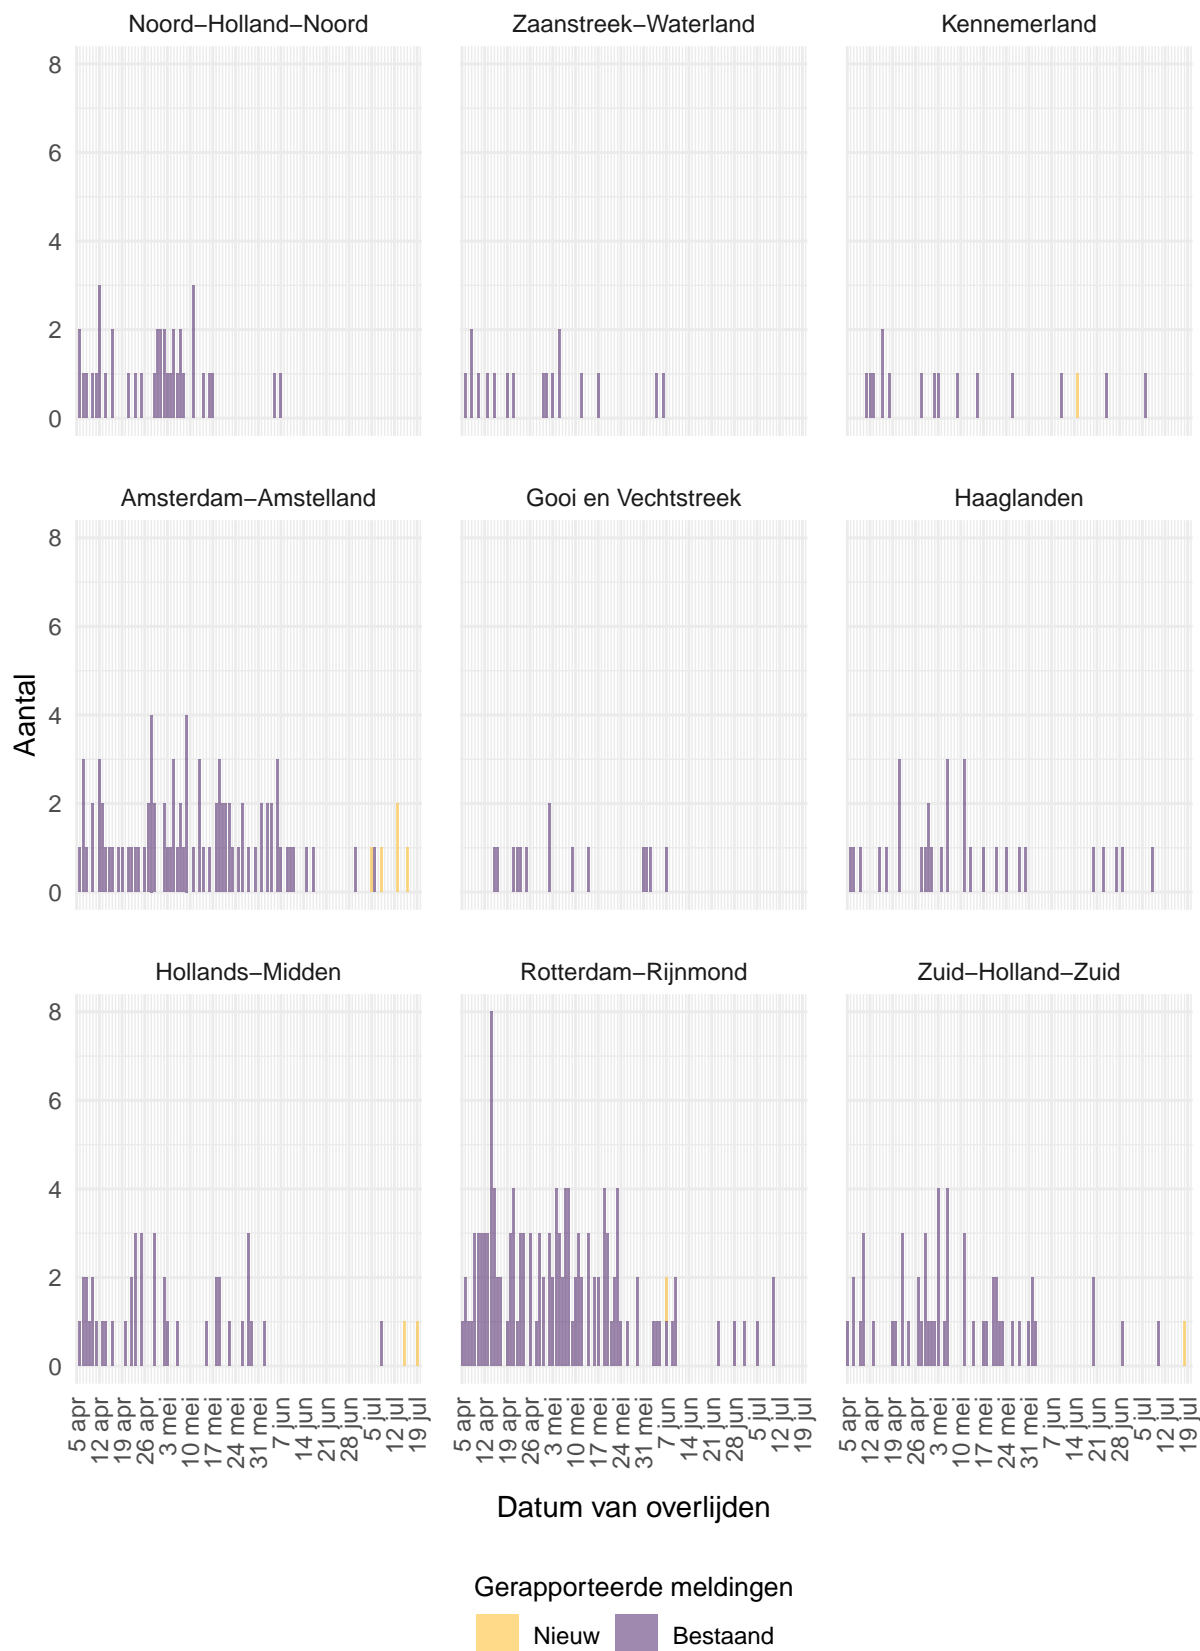 Noord−Holland−Noord Zaanstreek−Waterland Kennemerland
8
6
4
2
0
Amsterdam−Amstelland Gooi en Vechtstreek Haaglanden
8
6
4
2
0
Aantal
Hollands−Midden Rotterdam−Rijnmond Zuid−Holland−Zuid
8
6
4
2
0
5 apr 12 apr 19 apr 26 apr 3 mei 10 mei 17 mei 24 mei 31 mei 7 jun 14 jun 21 jun 28 jun 5 jul 12 jul 19 jul
5 apr 12 apr 19 apr 26 apr 3 mei 10 mei 17 mei 24 mei 31 mei 7 jun 14 jun 21 jun 28 jun 5 jul 12 jul 19 jul
5 apr 12 apr 19 apr 26 apr 3 mei 10 mei 17 mei 24 mei 31 mei 7 jun 14 jun 21 jun 28 jun 5 jul 12 jul 19 jul
Datum van overlijden
Gerapporteerde meldingen
Nieuw Bestaand